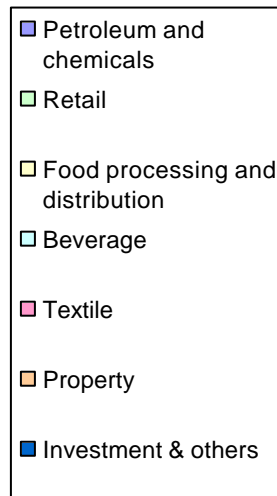 Petroleum and
chemicals
Retail
Food processing and
distribution
Beverage
Textile
Property
Investment & others